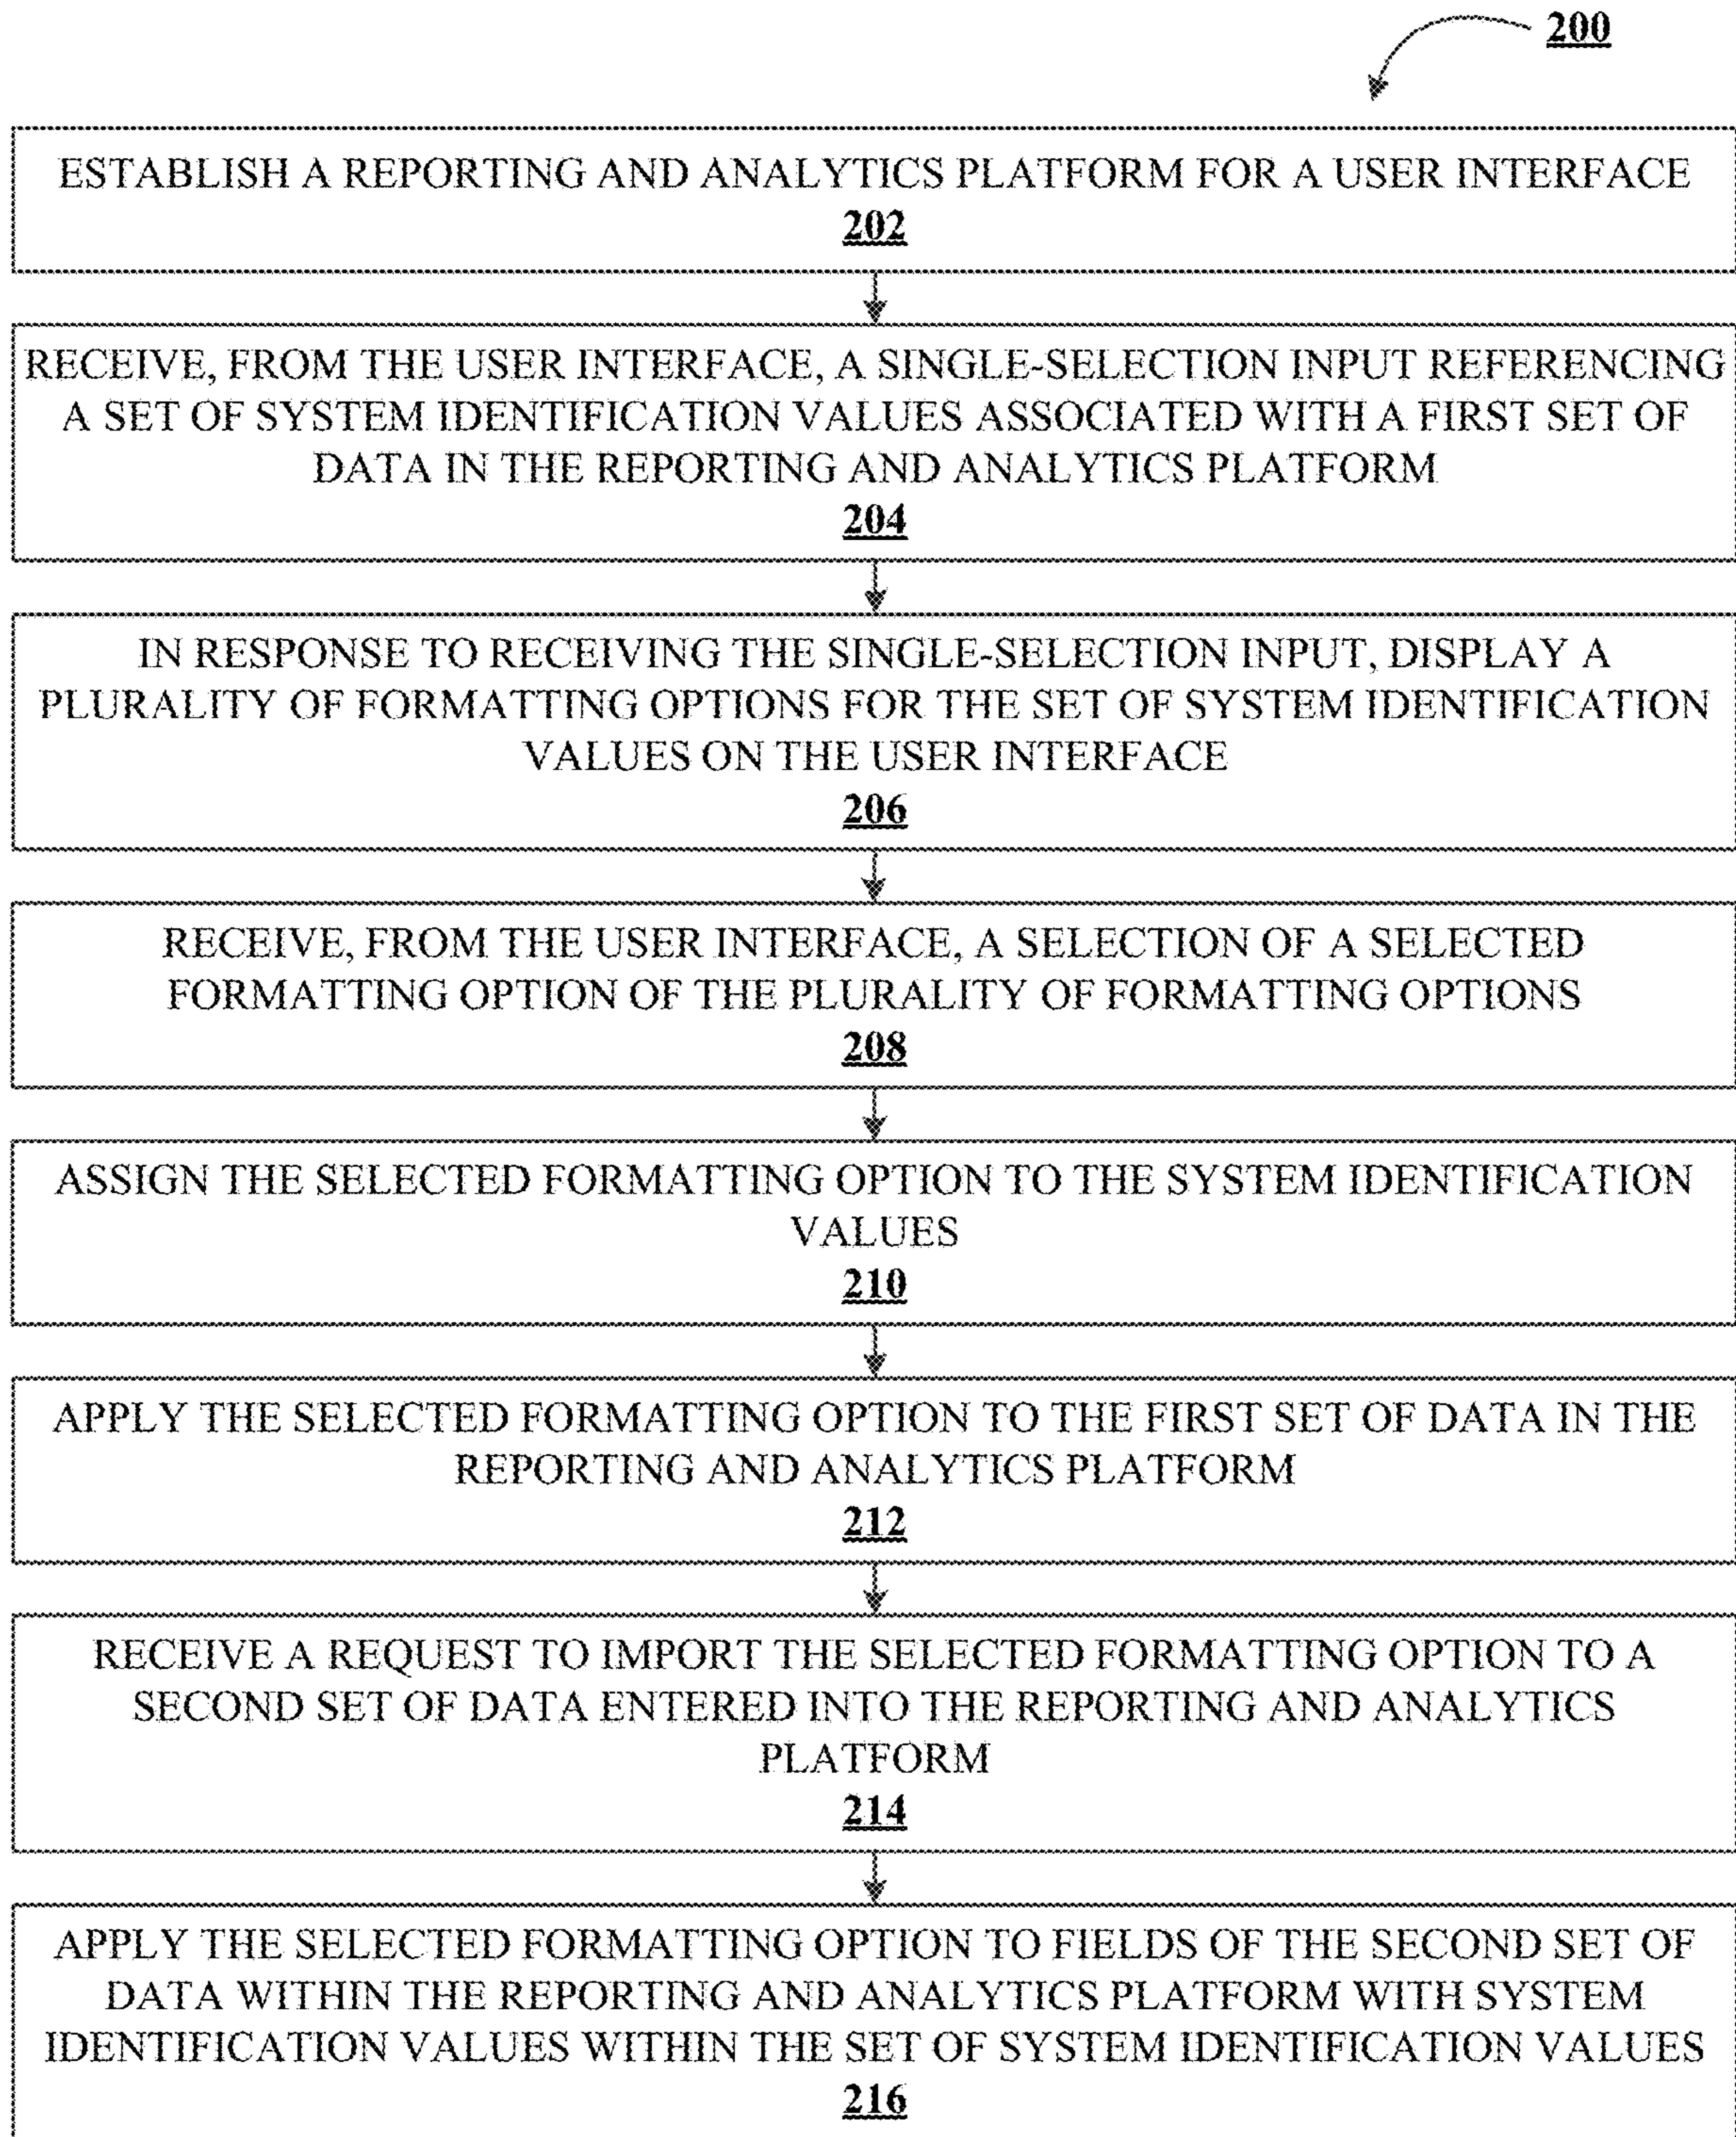 200
ESTABLISH A REPORTING AND ANALYTICS PLATFORM FOR A USER INTERFACE
202
RECEIVE, FROM THE USER INTERFACE, A SINGLE-SELECTION INPUT REFERENCING
A SET OF SYSTEM IDENTIFICATION VALUES ASSOCIATED WITH A FIRST SET OF
DATA IN THE REPORTING AND ANALYTICS PLATFORM
204
IN RESPONSE TO RECEIVING THE SINGLE-SELECTION INPUT, DISPLAY A
PLURALITY OF FORMATTING OPTIONS FOR THE SET OF SYSTEM IDENTIFICATION
VALUES ON THE USER INTERFACE
206
RECEIVE, FROM THE USER INTERFACE, A SELECTION OF A SELECTED
FORMATTING OPTION OF THE PLURALITY OF FORMATTING OPTIONS
208
ASSIGN THE SELECTED FORMATTING OPTION TO THE SYSTEM IDENTIFICATION
VALUES
210
APPLY THE SELECTED FORMATTING OPTION TO THE FIRST SET OF DATA IN THE
REPORTING AND ANALYTICS PLATFORM
212
RECEIVE A REQUEST TO IMPORT THE SELECTED FORMATTING OPTION TO A
SECOND SET OF DATA ENTERED INTO THE REPORTING AND ANALYTICS
PLATFORM
214
APPLY THE SELECTED FORMATTING OPTION TO FIELDS OF THE SECOND SET OF
DATA WITHIN THE REPORTING AND ANALYTICS PLATFORM WITH SYSTEM
IDENTIFICATION VALUES WITHIN THE SET OF SYSTEM IDENTIFICATION VALUES
216